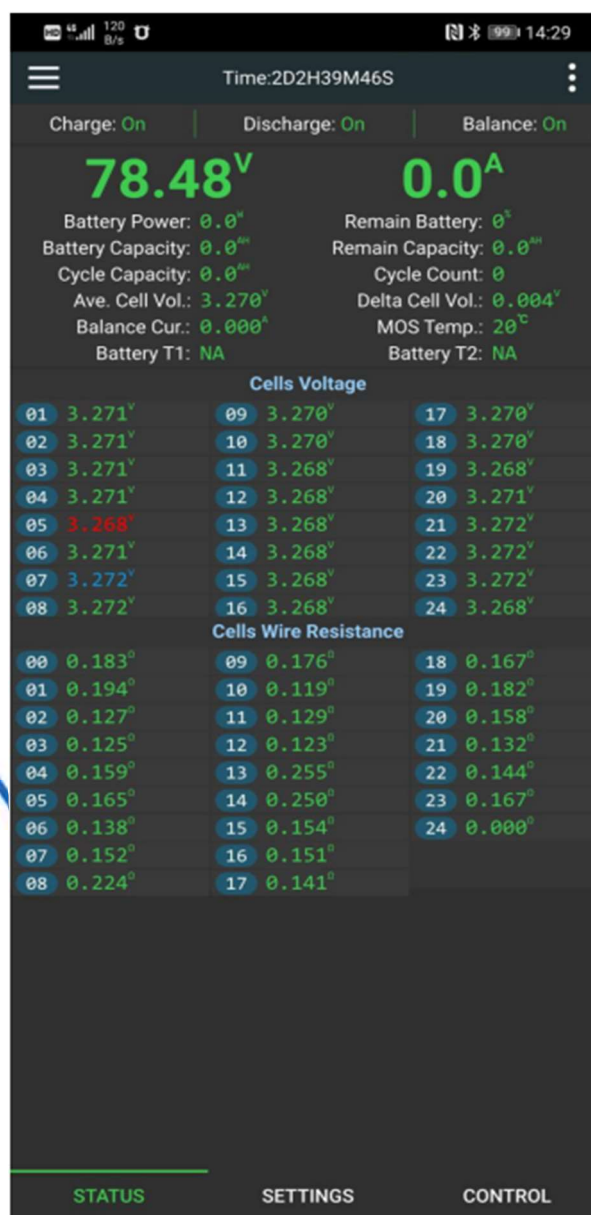 HD 4G 120 B/s 99 14:29
Time:2D2H39M46S
Charge: On Discharge: On Balance: On
78.48V 0.0A
Battery Power: 0.0W Remain Battery: 0%
Battery Capacity: 0.0AH Remain Capacity: 0.0AH
Cycle Capacity: 0.0AH Cycle Count: 0
Ave. Cell Vol.: 3.270V Delta Cell Vol.: 0.004V
Balance Cur.: 0.000A MOS Temp.: 20℃
Battery T1: NA Battery T2: NA
Cells Voltage
01 3.271V 09 3.270V 17 3.270V
02 3.271V 10 3.270V 18 3.270V
03 3.271V 11 3.268V 19 3.268V
04 3.271V 12 3.268V 20 3.271V
05 3.268V 13 3.268V 21 3.272V
06 3.271V 14 3.268V 22 3.272V
07 3.272V 15 3.268V 23 3.272V
08 3.272V 16 3.268V 24 3.268V
Cells Wire Resistance
00 0.183Ω 09 0.176Ω 18 0.167Ω
01 0.194Ω 10 0.119Ω 19 0.182Ω
02 0.127Ω 11 0.129Ω 20 0.158Ω
03 0.125Ω 12 0.123Ω 21 0.132Ω
04 0.159Ω 13 0.255Ω 22 0.144Ω
05 0.165Ω 14 0.250Ω 23 0.167Ω
06 0.138Ω 15 0.154Ω 24 0.000Ω
07 0.152Ω 16 0.151Ω
08 0.224Ω 17 0.141Ω
STATUS SETTINGS CONTROL